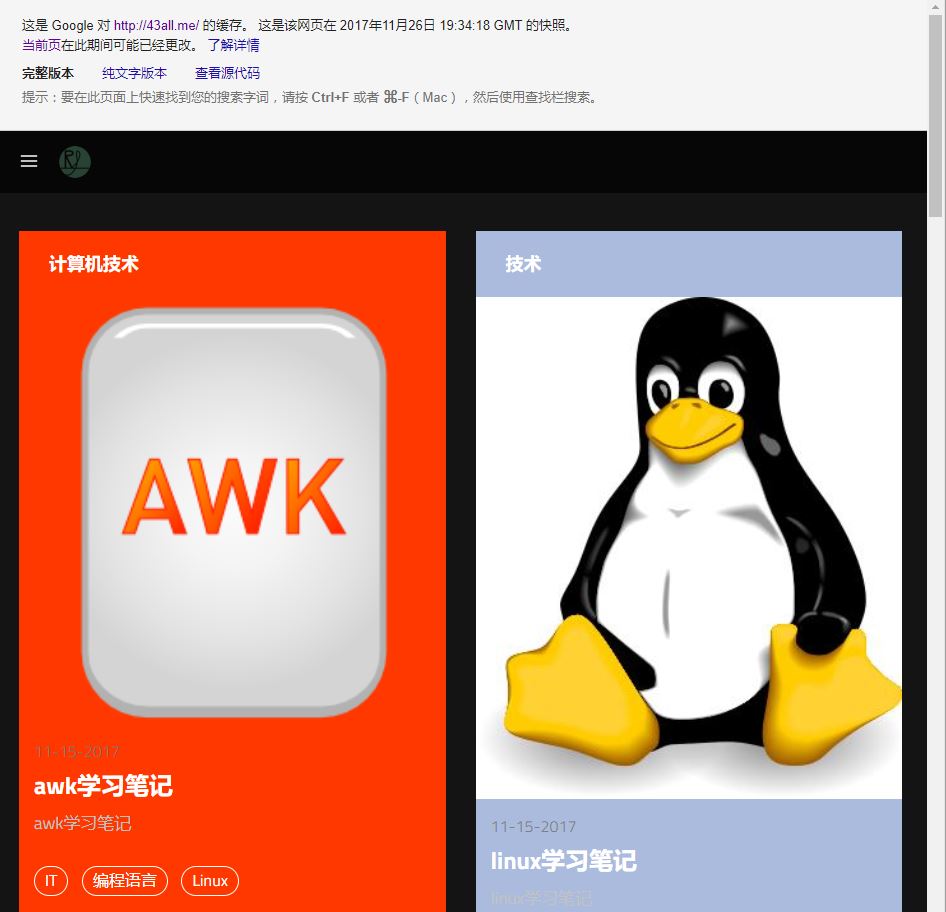 这是 Google 对 http://43all.me/ 的缓存。 这是该网页在 2017年11月26日 19:34:18 GMT 的快照。
当前页在此期间可能已经更改。 了解详情
完整版本 纯文字版本 查看源代码
提示：要在此页面上快速找到您的搜索字词，请按 Ctrl+F 或者 ⌘-F（Mac），然后使用查找栏搜索。
计算机技术
AWK
11-15-2017
awk学习笔记
awk学习笔记
IT 编程语言 Linux
技术
11-15-2017
linux学习笔记
linux学习笔记